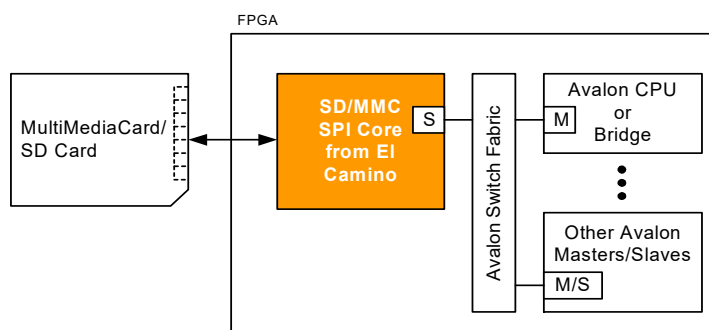 FPGA
MultiMediaCard/
SD Card
SD/MMC
SPI Core
from El
Camino
S
Avalon Switch Fabric
Avalon CPU
or
Bridge
M
Other Avalon
Masters/Slaves
M/S